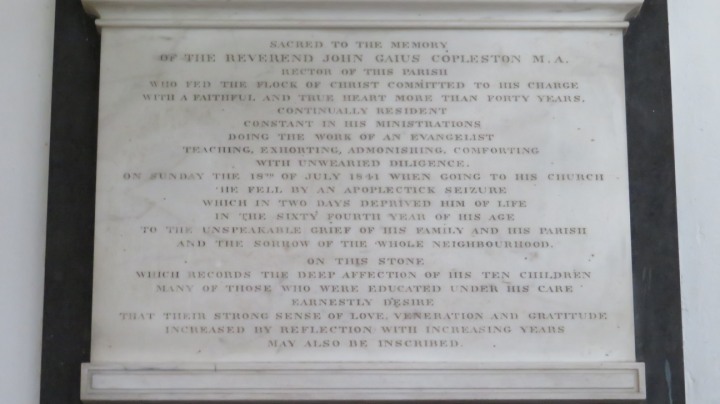 SACRED TO THE MEMORY
OF THE REVEREND JOHN GAIUS COPLESTON M.A.
RECTOR OF THIS PARISH
WHO FED THE FLOCK OF CHRIST COMMITTED TO HIS CHARGE
WITH A FAITHFUL AND TRUE HEART MORE THAN FORTY YEARS,
CONTINUALLY RESIDENT
CONSTANT IN HIS MINISTRATIONS
DOING THE WORK OF AN EVANGELIST
TEACHING, EXHORTING, ADMONISHING, COMFORTING
WITH UNWEARIED DILIGENCE.
ON SUNDAY THE 18TH OF JULY 1841 WHEN GOING TO HIS CHURCH
HE FELL BY AN APOPLECTICK SEIZURE
WHICH IN TWO DAYS DEPRIVED HIM OF LIFE
IN THE SIXTY FOURTH YEAR OF HIS AGE
TO THE UNSPEAKABLE GRIEF OF HIS FAMILY AND HIS PARISH
AND THE SORROW OF THE WHOLE NEIGHBOURHOOD.
ON THIS STONE
WHICH RECORDS THE DEEP AFFECTION OF HIS TEN CHILDREN
MANY OF THOSE WHO WERE EDUCATED UNDER HIS CARE
EARNESTLY DESIRE
THAT THEIR STRONG SENSE OF LOVE, VENERATION AND GRATITUDE
INCREASED BY REFLECTION WITH INCREASING YEARS
MAY ALSO BE INSCRIBED.